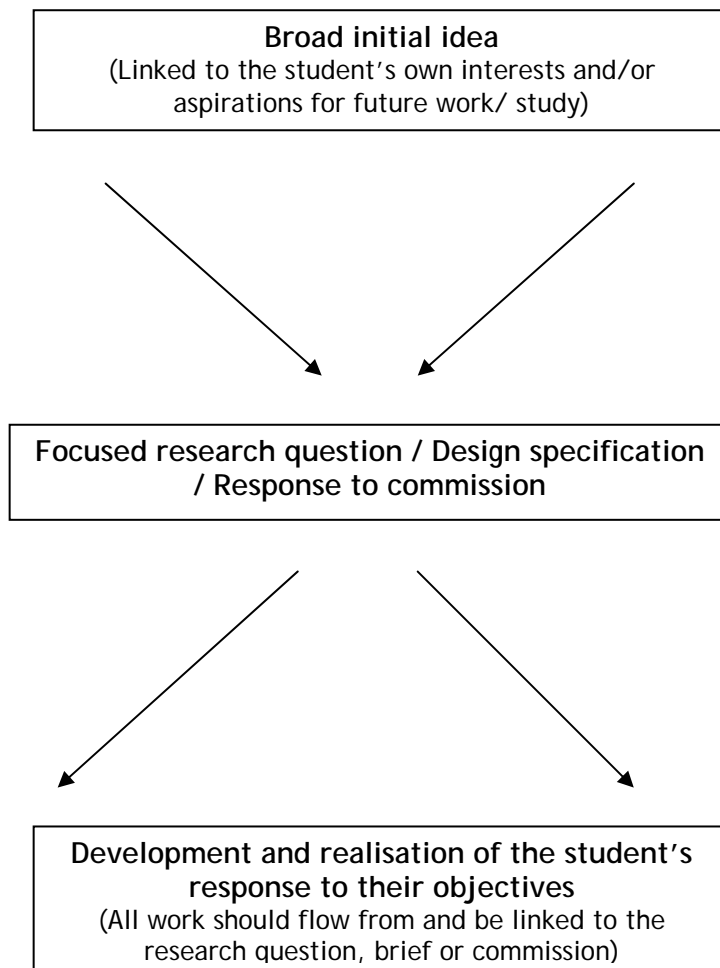 Broad initial idea
(Linked to the student’s own interests and/or
aspirations for future work/ study)
Focused research question / Design specification
/ Response to commission
Development and realisation of the student’s
response to their objectives
(All work should flow from and be linked to the
research question, brief or commission)